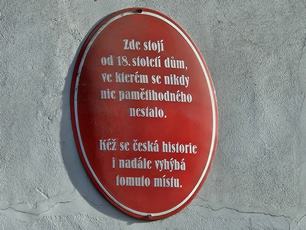 Zde stojí
od 18. století dům,
ve kterém se nikdy
nic pamětihodného
nestalo.
Kéž se česká historie
i nadále vyhýbá
tomuto místu.